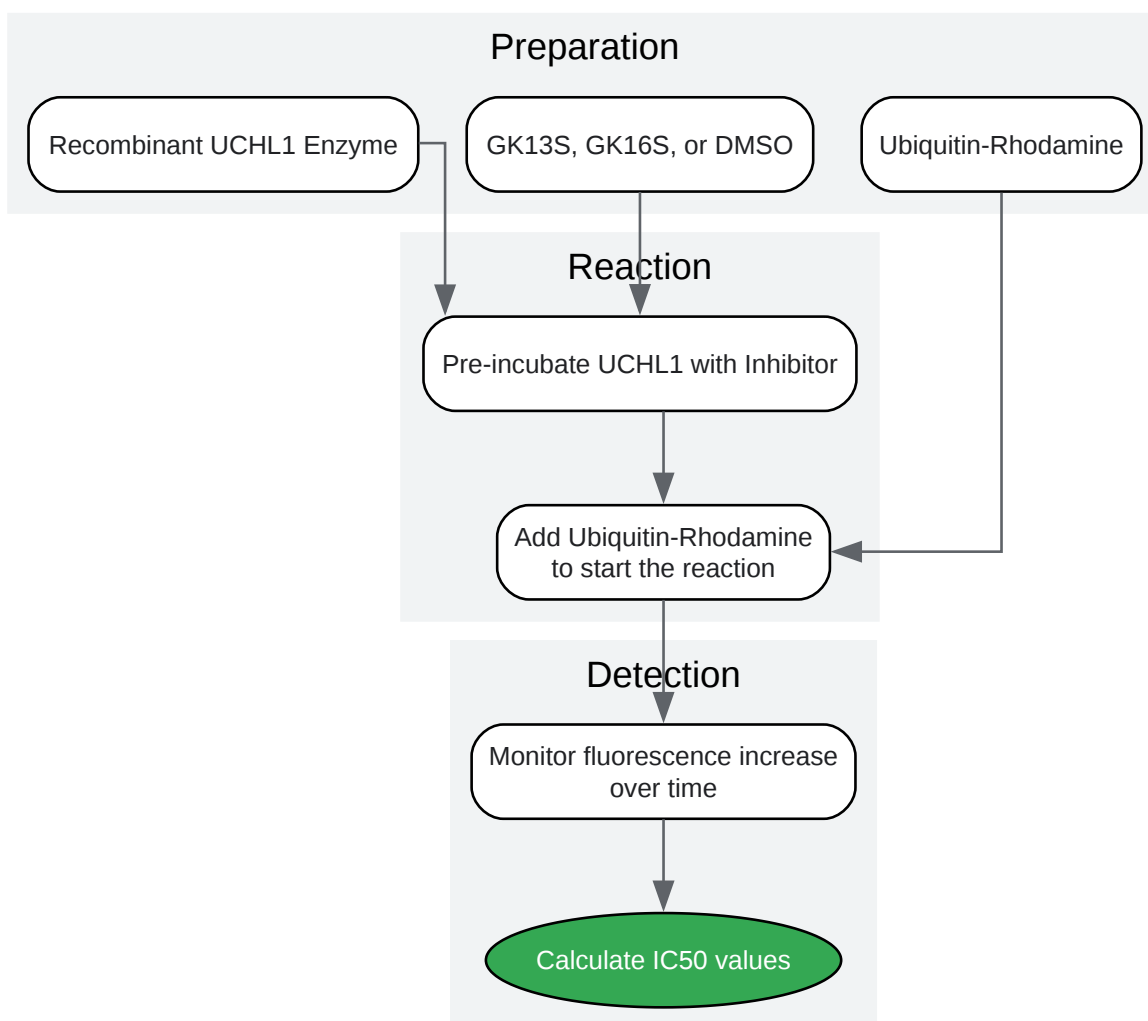 Preparation
Recombinant UCHL1 Enzyme
GK13S, GK16S, or DMSO
Ubiquitin-Rhodamine
Reaction
Pre-incubate UCHL1 with Inhibitor
Add Ubiquitin-Rhodamine
to start the reaction
Detection
Monitor fluorescence increase
over time
Calculate IC50 values